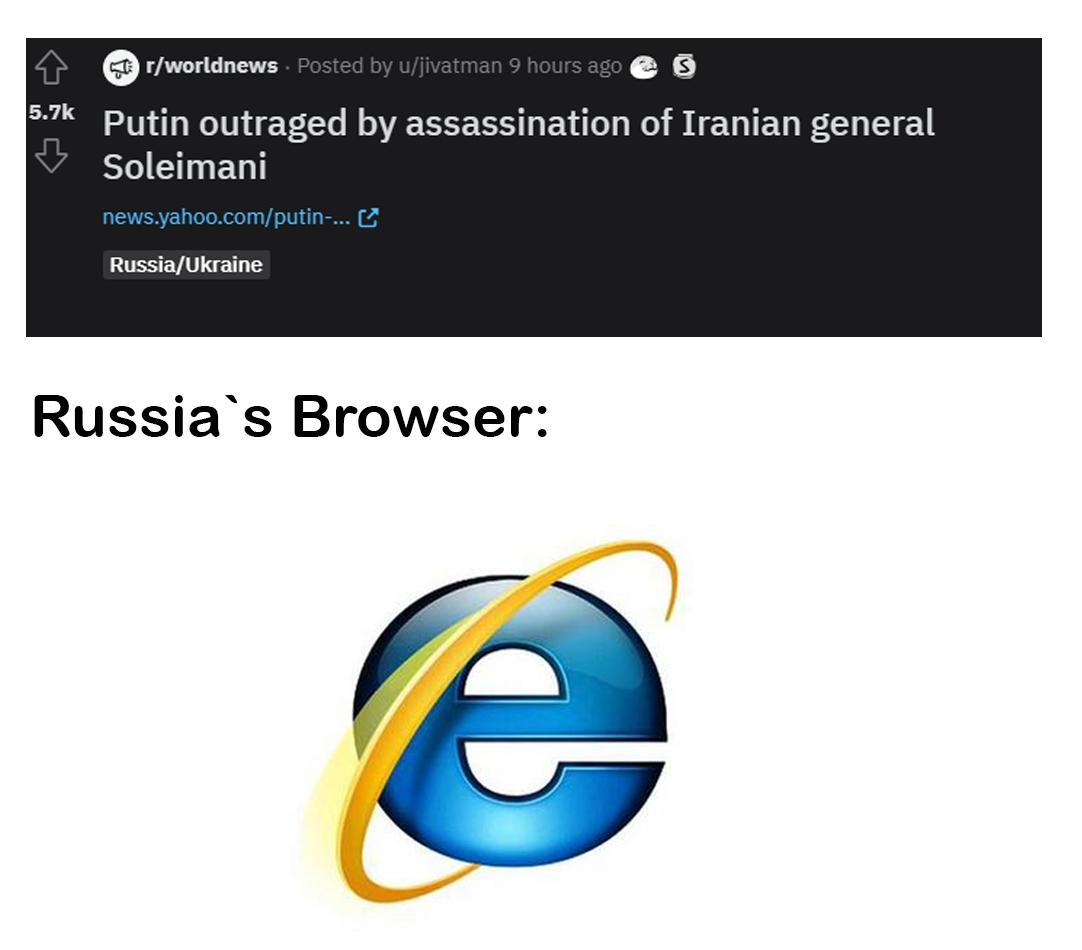 r/worldnews · Posted by u/jivatman 9 hours ago
5.7k
Putin outraged by assassination of Iranian general
Soleimani
news.yahoo.com/putin-...
Russia/Ukraine
Russia`s Browser: